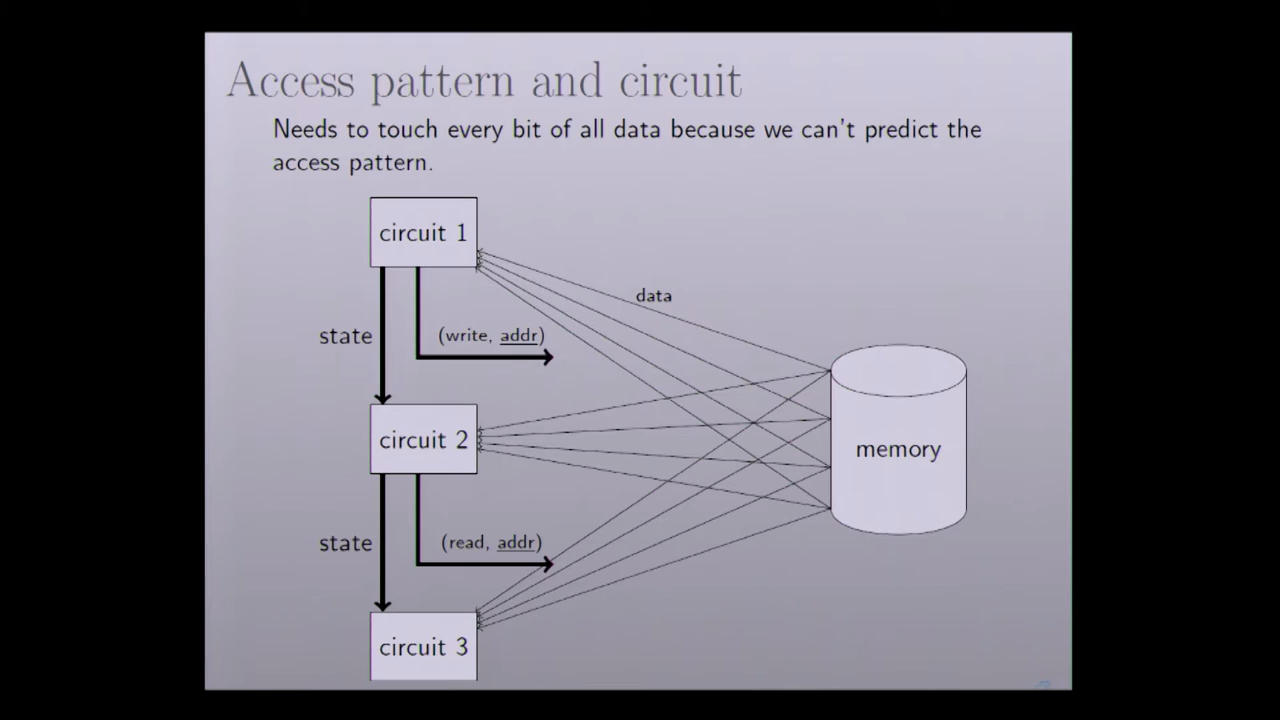 Access pattern and circuit
Needs to touch every bit of all data because we can't predict the
access pattern.
circuit 1
data
state
(write, addr)
circuit 2
memory
state
(read, addr)
circuit 3